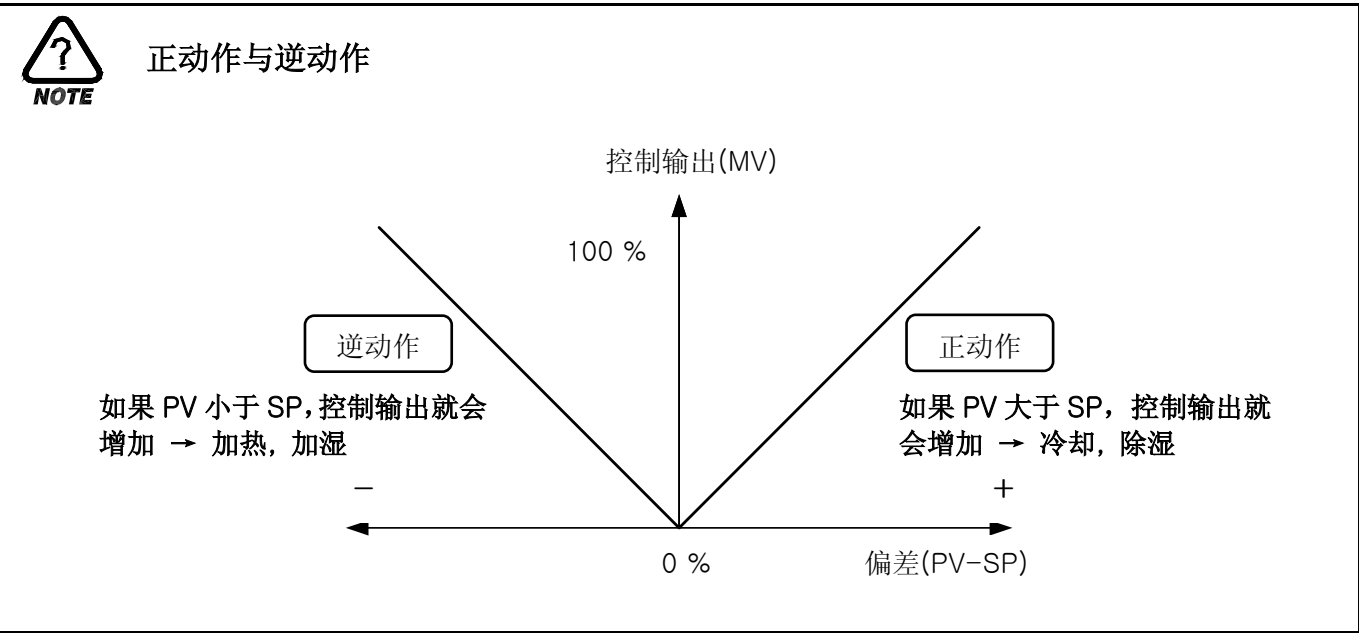 ?
NOTE
正动作与逆动作
控制输出(MV)
100 %
逆动作
如果 PV 小于 SP，控制输出就会
增加 → 加热, 加湿
正动作
如果 PV 大于 SP，控制输出就
会增加 → 冷却, 除湿
−
+
0 %
偏差(PV-SP)